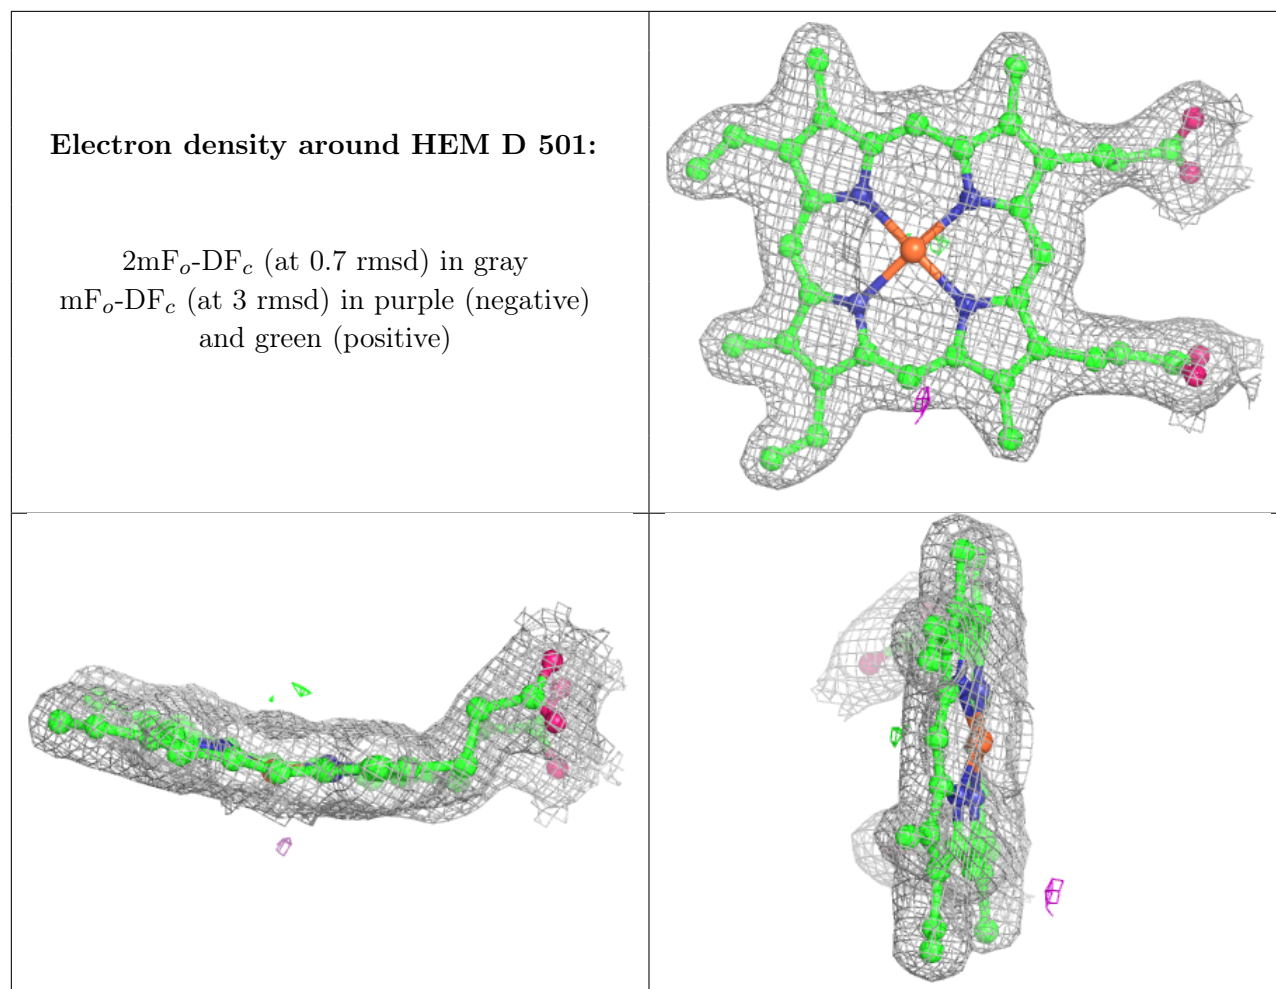 Electron density around HEM D 501:
2mFo-DFc (at 0.7 rmsd) in gray
mFo-DFc (at 3 rmsd) in purple (negative)
and green (positive)